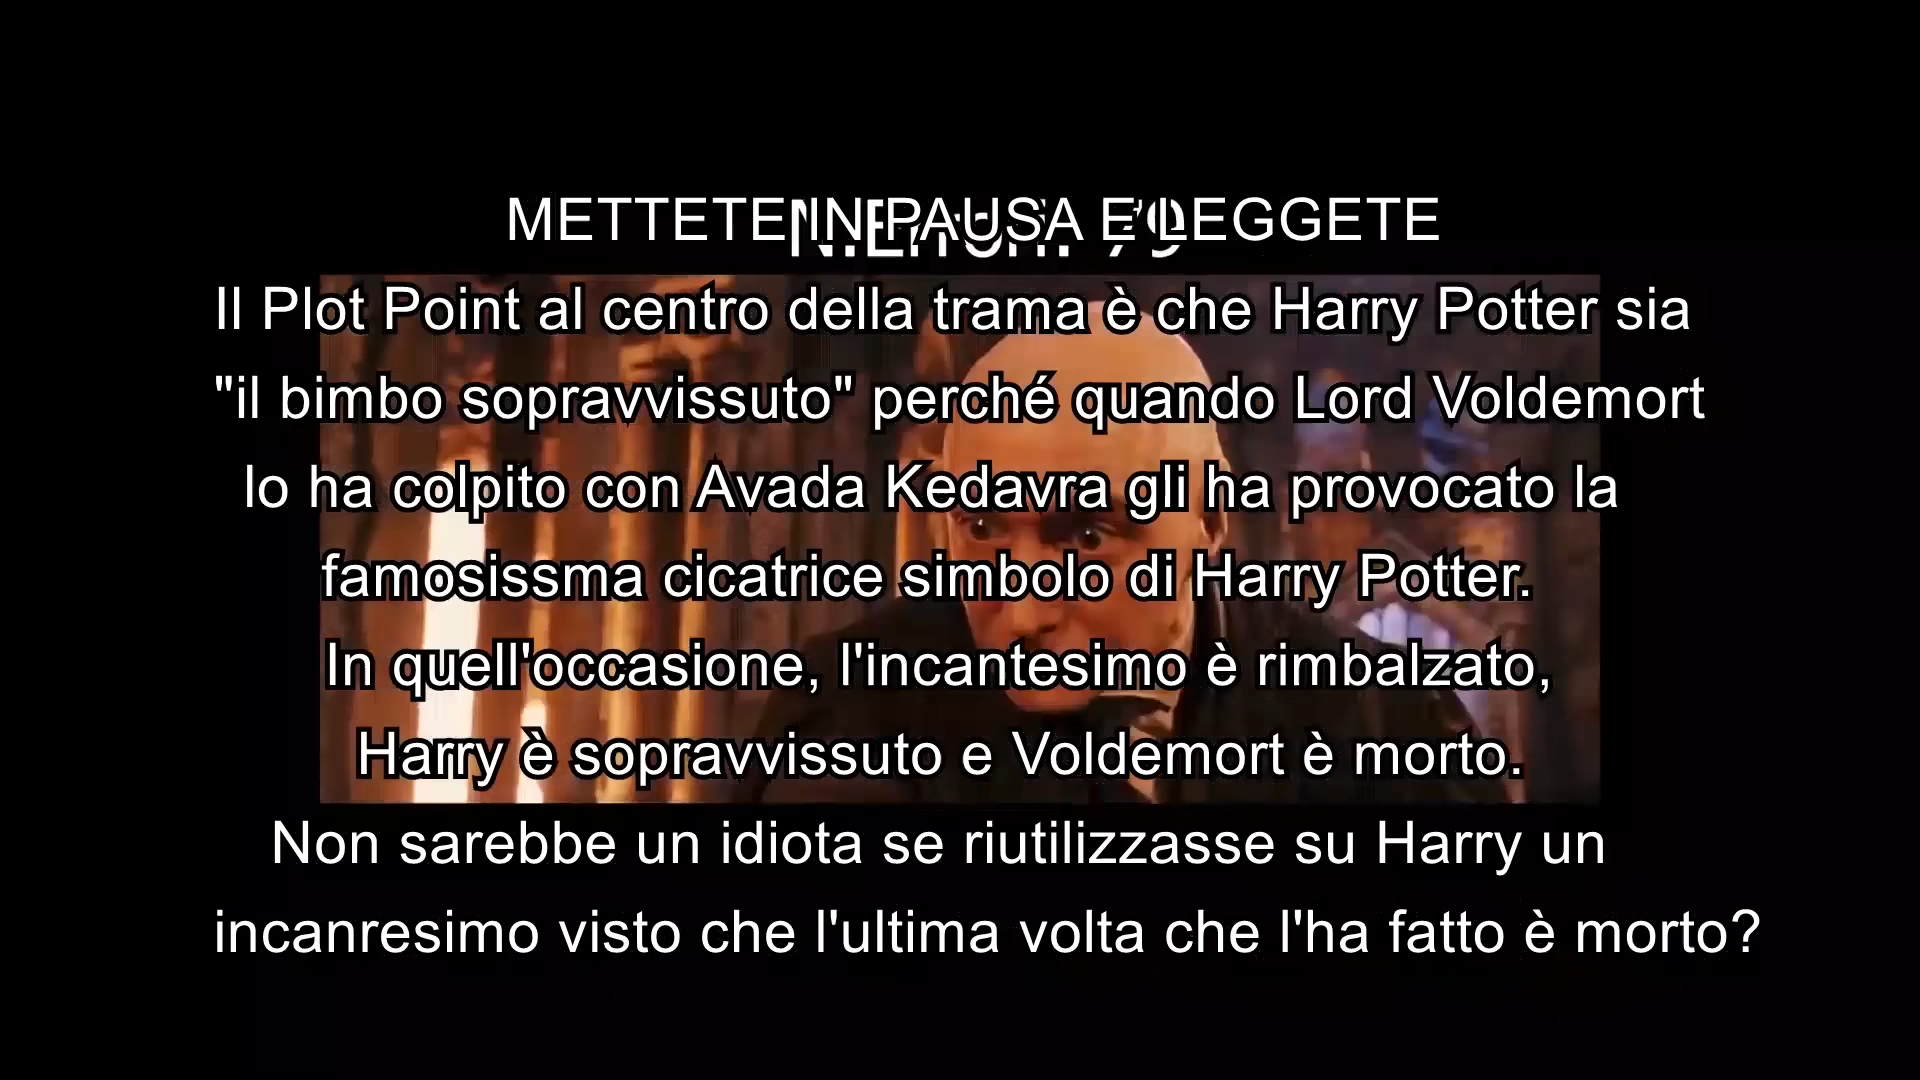 METTETE IN PAUSA E LEGGETE
Il Plot Point al centro della trama è che Harry Potter sia
"il bimbo sopravvissuto" perché quando Lord Voldemort
lo ha colpito con Avada Kedavra gli ha provocato la
famosissma cicatrice simbolo di Harry Potter.
In quell'occasione, l'incantesimo è rimbalzato,
Harry è sopravvissuto e Voldemort è morto.
Non sarebbe un idiota se riutilizzasse su Harry un
incanresimo visto che l'ultima volta che l'ha fatto è morto?